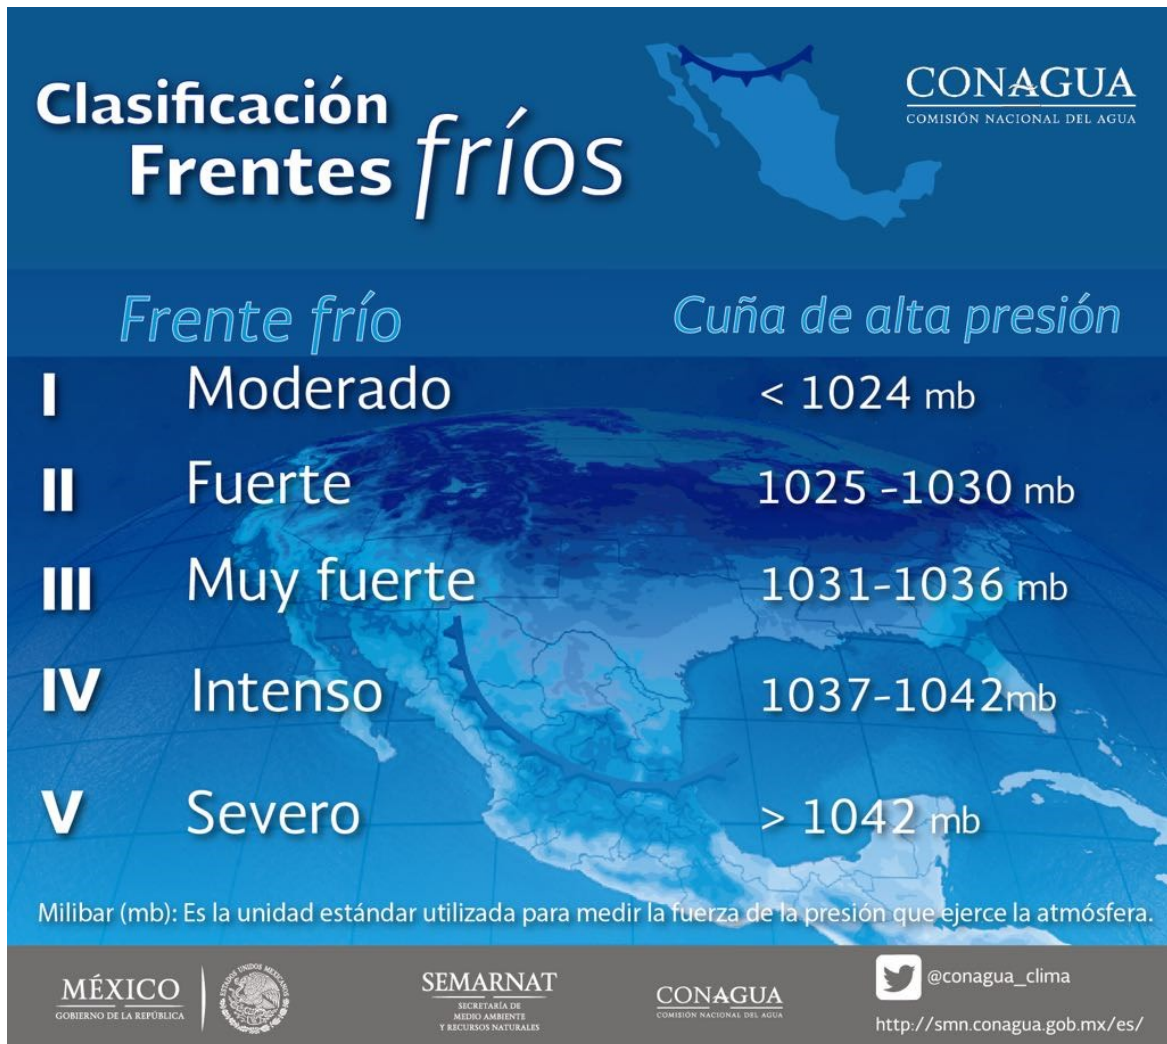 Clasificación
Frentes fríos
CONAGUA
COMISIÓN NACIONAL DEL AGUA
Frente frío Cuña de alta presión
I Moderado < 1024 mb
II Fuerte 1025 -1030 mb
III Muy fuerte 1031-1036 mb
IV Intenso 1037-1042mb
V Severo > 1042 mb
Milibar (mb): Es la unidad estándar utilizada para medir la fuerza de la presión que ejerce la atmósfera.
MÉXICO
GOBIERNO DE LA REPÚBLICA
ESTADOS UNIDOS MEXICANOS
SEMARNAT
SECRETARÍA DE
MEDIO AMBIENTE
Y RECURSOS NATURALES
CONAGUA
COMISIÓN NACIONAL DEL AGUA
@conagua_clima
http://smn.conagua.gob.mx/es/